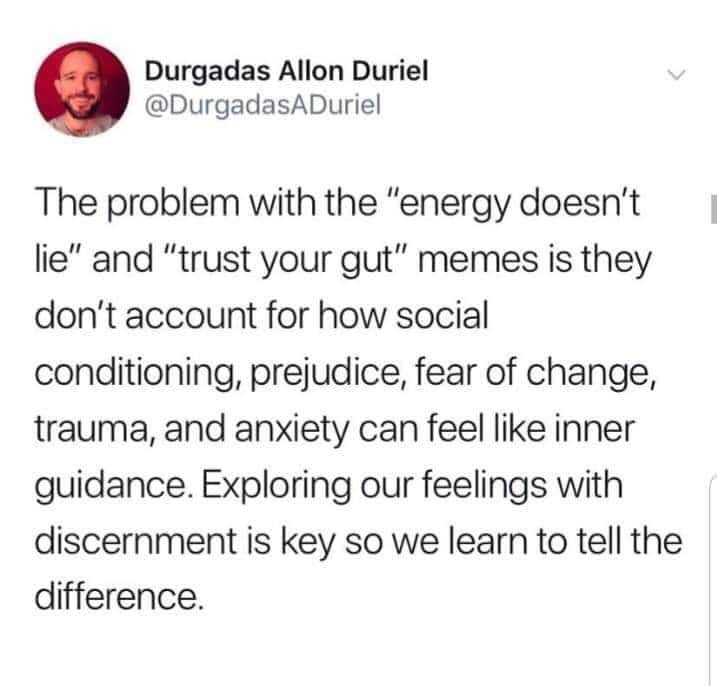 Durgadas Allon Duriel
@DurgadasADuriel
The problem with the "energy doesn't
lie" and "trust your gut" memes is they
don't account for how social
conditioning, prejudice, fear of change,
trauma, and anxiety can feel like inner
guidance. Exploring our feelings with
discernment is key so we learn to tell the
difference.